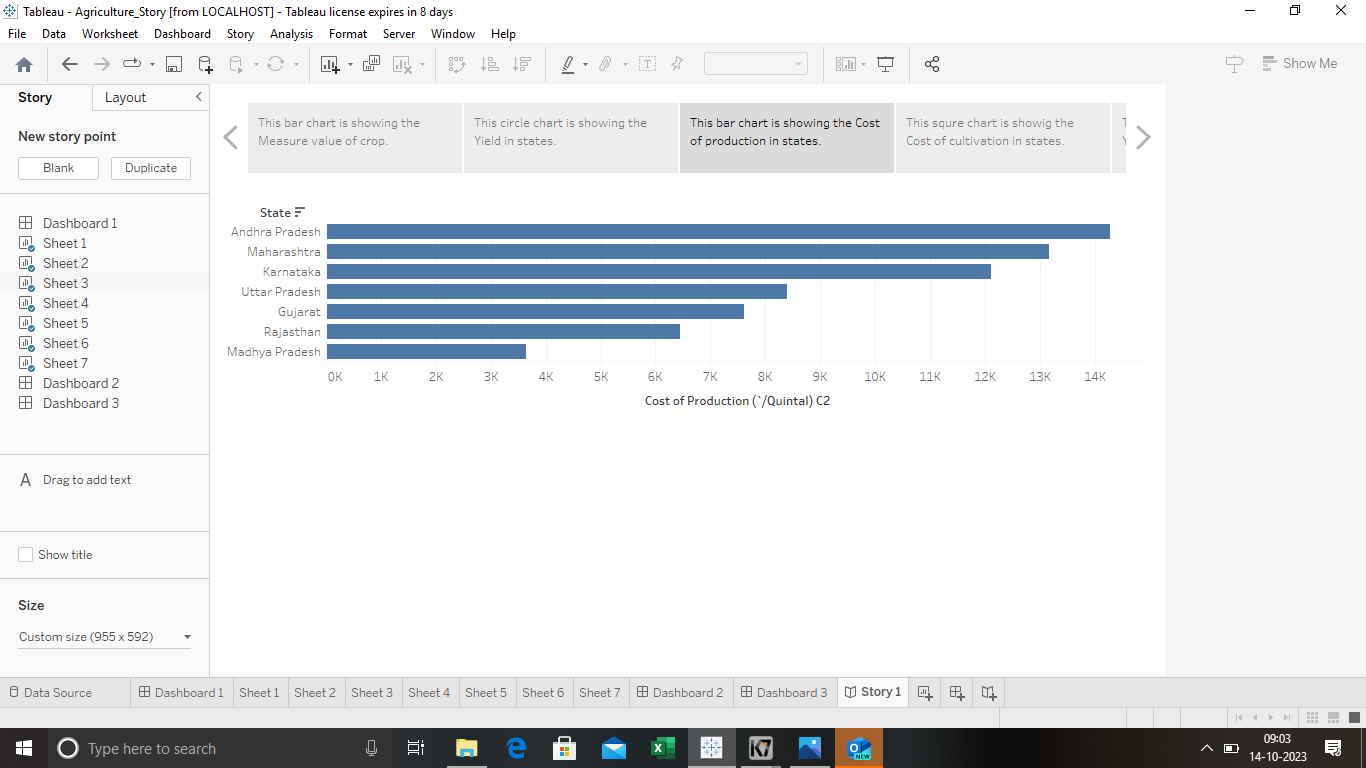 Tableau - Agriculture_Story [from LOCALHOST] - Tableau license expires in 8 days
File Data Worksheet Dashboard Story Analysis Format Server Window Help
Show Me
Story Layout
New story point
Blank Duplicate
Dashboard 1
Sheet 1
Sheet 2
Sheet 3
Sheet 4
Sheet 5
Sheet 6
Sheet 7
Dashboard 2
Dashboard 3
A Drag to add text
Show title
Size
Custom size (955 x 592)
This bar chart is showing the
Measure value of crop.
This circle chart is showing the
Yield in states.
This bar chart is showing the Cost
of production in states.
This squre chart is showig the
Cost of cultivation in states.
State
Andhra Pradesh
Maharashtra
Karnataka
Uttar Pradesh
Gujarat
Rajasthan
Madhya Pradesh
0K 1K 2K 3K 4K 5K 6K 7K 8K 9K 10K 11K 12K 13K 14K
Cost of Production (`/Quintal) C2
Data Source Dashboard 1 Sheet 1 Sheet 2 Sheet 3 Sheet 4 Sheet 5 Sheet 6 Sheet 7 Dashboard 2 Dashboard 3 Story 1
Type here to search
K7
NEW
09:03
14-10-2023